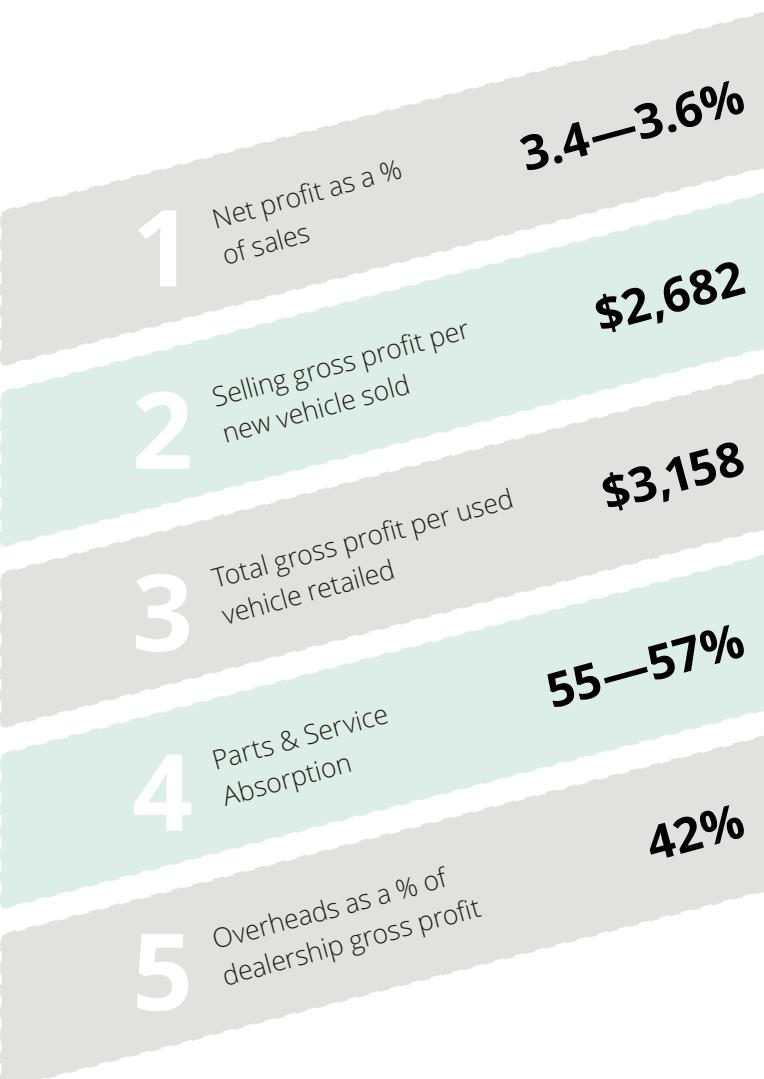 1
Net profit as a %
of sales
3.4—3.6%
2
Selling gross profit per
new vehicle sold
$2,682
3
Total gross profit per used
vehicle retailed
$3,158
4
Parts & Service
Absorption
55—57%
5
Overheads as a % of
dealership gross profit
42%